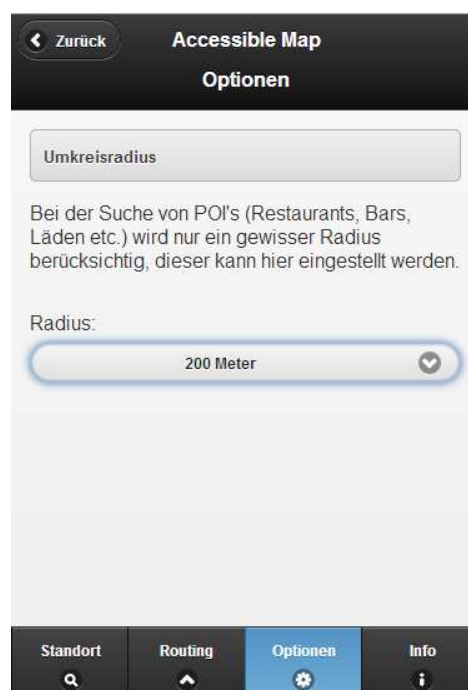 Zurück
Accessible Map
Optionen
Umkreisradius
Bei der Suche von POI's (Restaurants, Bars,
Läden etc.) wird nur ein gewisser Radius
berücksichtig, dieser kann hier eingestellt werden.
Radius:
200 Meter
Standort
Routing
Optionen
Info